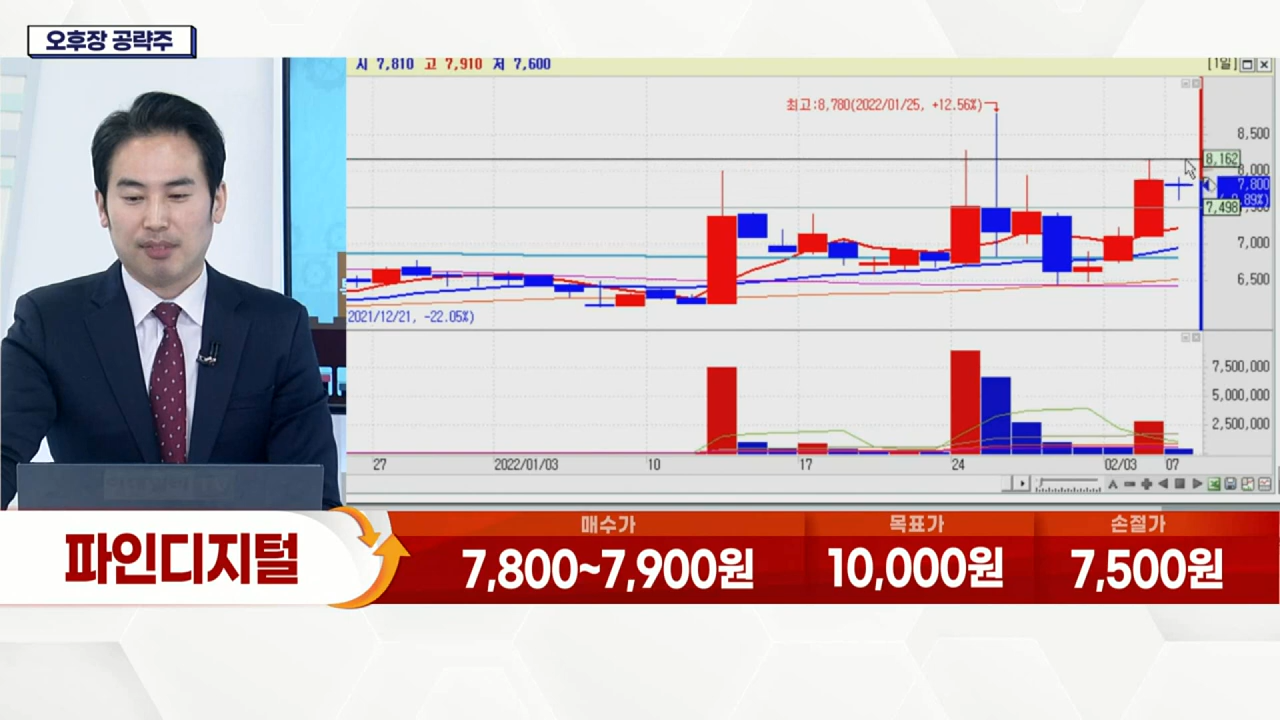 오후장 공략주
시 7,810 고 7,910 저 7,600
[1일]
최고:8,780(2022/01/25, +12.56%)
8,500
8,162
8,000
7,800
7,498
7,000
6,500
2021/12/21, -22.05%)
7,500,000
5,000,000
2,500,000
27 2022/01/03 10 17 24 02/03 07
파인디지털
매수가 목표가 손절가
7,800~7,900원 10,000원 7,500원